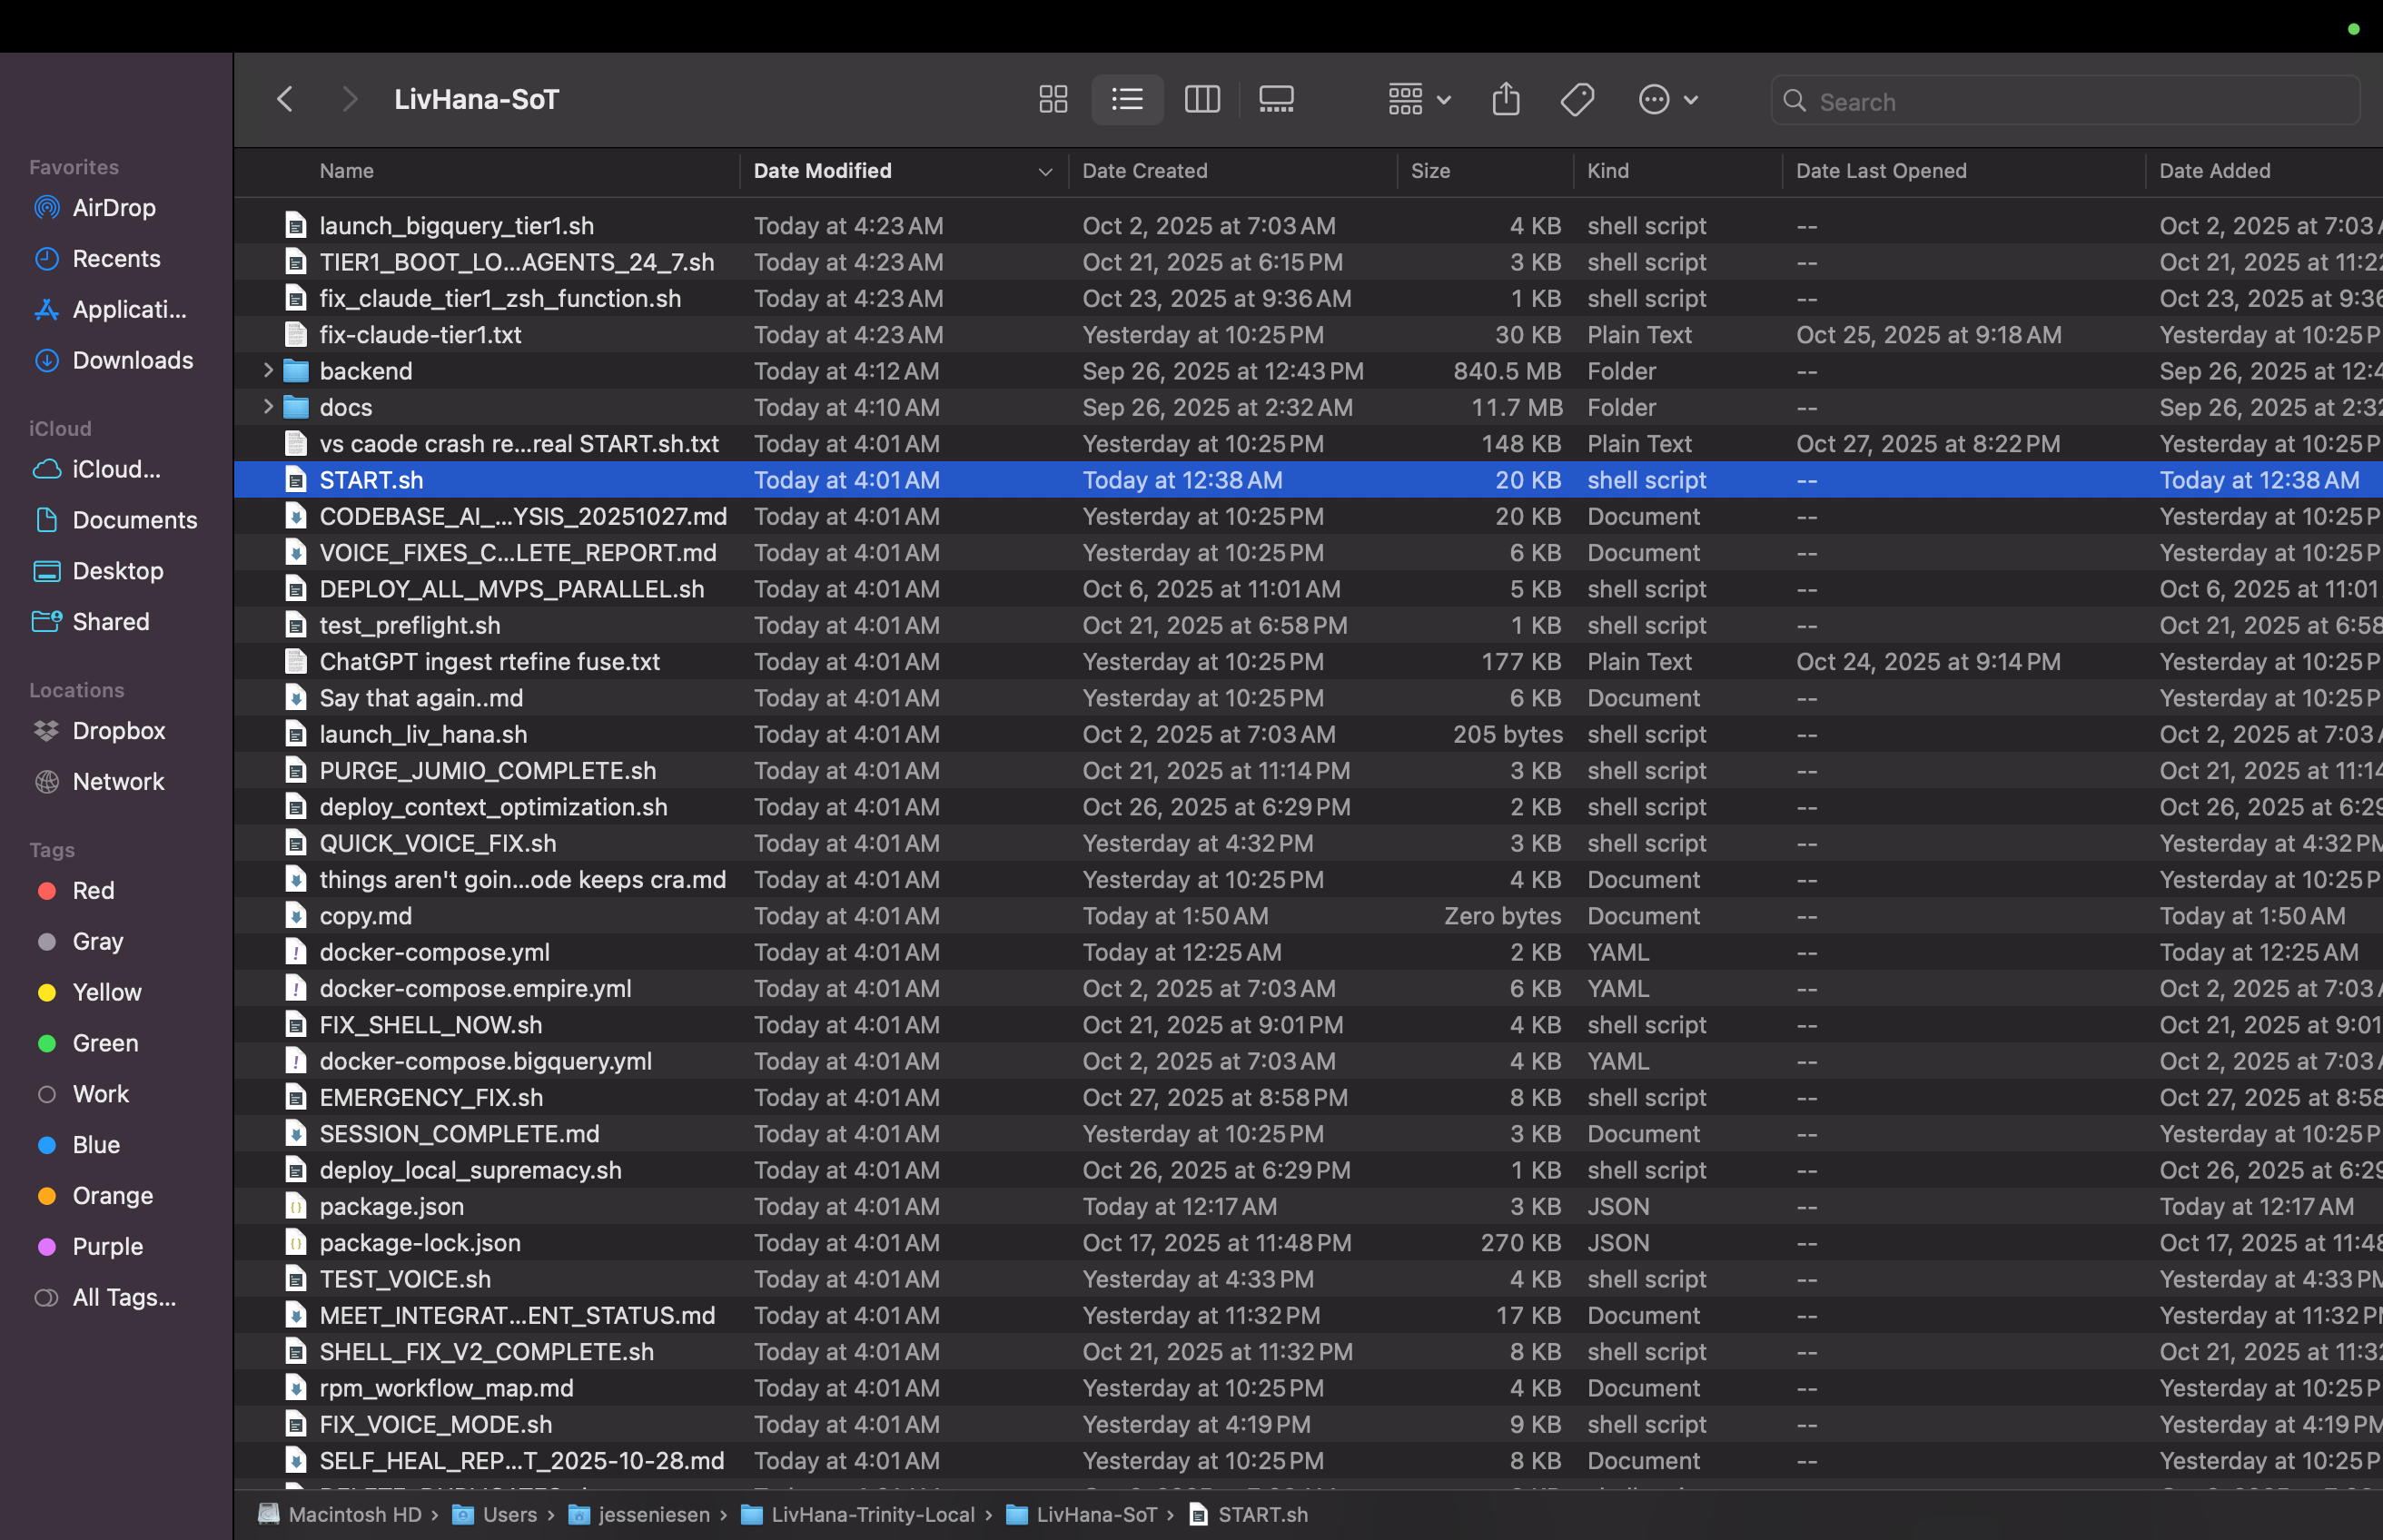 LivHana-SoT
Search
Favorites
AirDrop
Recents
Applicati...
Downloads
iCloud
iCloud...
Documents
Desktop
Shared
Locations
Dropbox
Network
Tags
Red
Gray
Yellow
Green
Work
Blue
Orange
Purple
All Tags...
Name Date Modified Date Created Size Kind Date Last Opened Date Added
launch_bigquery_tier1.sh Today at 4:23 AM Oct 2, 2025 at 7:03 AM 4 KB shell script -- Oct 2, 2025 at 7:03
TIER1_BOOT_LO...AGENTS_24_7.sh Today at 4:23 AM Oct 21, 2025 at 6:15 PM 3 KB shell script -- Oct 21, 2025 at 11:22
fix_claude_tier1_zsh_function.sh Today at 4:23 AM Oct 23, 2025 at 9:36 AM 1 KB shell script -- Oct 23, 2025 at 9:36
fix-claude-tier1.txt Today at 4:23 AM Yesterday at 10:25 PM 30 KB Plain Text Oct 25, 2025 at 9:18 AM Yesterday at 10:25 P
backend Today at 4:12 AM Sep 26, 2025 at 12:43 PM 840.5 MB Folder -- Sep 26, 2025 at 12:4
docs Today at 4:10 AM Sep 26, 2025 at 2:32 AM 11.7 MB Folder -- Sep 26, 2025 at 2:32
vs caode crash re...real START.sh.txt Today at 4:01 AM Yesterday at 10:25 PM 148 KB Plain Text Oct 27, 2025 at 8:22 PM Yesterday at 10:25 P
START.sh Today at 4:01 AM Today at 12:38 AM 20 KB shell script -- Today at 12:38 AM
CODEBASE_AI_...YSIS_20251027.md Today at 4:01 AM Yesterday at 10:25 PM 20 KB Document -- Yesterday at 10:25 P
VOICE_FIXES_C...LETE_REPORT.md Today at 4:01 AM Yesterday at 10:25 PM 6 KB Document -- Yesterday at 10:25 P
DEPLOY_ALL_MVPS_PARALLEL.sh Today at 4:01 AM Oct 6, 2025 at 11:01 AM 5 KB shell script -- Oct 6, 2025 at 11:01
test_preflight.sh Today at 4:01 AM Oct 21, 2025 at 6:58 PM 1 KB shell script -- Oct 21, 2025 at 6:58
ChatGPT ingest rtefine fuse.txt Today at 4:01 AM Yesterday at 10:25 PM 177 KB Plain Text Oct 24, 2025 at 9:14 PM Yesterday at 10:25 P
Say that again..md Today at 4:01 AM Yesterday at 10:25 PM 6 KB Document -- Yesterday at 10:25 P
launch_liv_hana.sh Today at 4:01 AM Oct 2, 2025 at 7:03 AM 205 bytes shell script -- Oct 2, 2025 at 7:03
PURGE_JUMIO_COMPLETE.sh Today at 4:01 AM Oct 21, 2025 at 11:14 PM 3 KB shell script -- Oct 21, 2025 at 11:14
deploy_context_optimization.sh Today at 4:01 AM Oct 26, 2025 at 6:29 PM 2 KB shell script -- Oct 26, 2025 at 6:29
QUICK_VOICE_FIX.sh Today at 4:01 AM Yesterday at 4:32 PM 3 KB shell script -- Yesterday at 4:32 PM
things aren't goin...ode keeps cra.md Today at 4:01 AM Yesterday at 10:25 PM 4 KB Document -- Yesterday at 10:25 P
copy.md Today at 4:01 AM Today at 1:50 AM Zero bytes Document -- Today at 1:50 AM
docker-compose.yml Today at 4:01 AM Today at 12:25 AM 2 KB YAML -- Today at 12:25 AM
docker-compose.empire.yml Today at 4:01 AM Oct 2, 2025 at 7:03 AM 6 KB YAML -- Oct 2, 2025 at 7:03
FIX_SHELL_NOW.sh Today at 4:01 AM Oct 21, 2025 at 9:01 PM 4 KB shell script -- Oct 21, 2025 at 9:01
docker-compose.bigquery.yml Today at 4:01 AM Oct 2, 2025 at 7:03 AM 4 KB YAML -- Oct 2, 2025 at 7:03
EMERGENCY_FIX.sh Today at 4:01 AM Oct 27, 2025 at 8:58 PM 8 KB shell script -- Oct 27, 2025 at 8:58
SESSION_COMPLETE.md Today at 4:01 AM Yesterday at 10:25 PM 3 KB Document -- Yesterday at 10:25 P
deploy_local_supremacy.sh Today at 4:01 AM Oct 26, 2025 at 6:29 PM 1 KB shell script -- Oct 26, 2025 at 6:29
package.json Today at 4:01 AM Today at 12:17 AM 3 KB JSON -- Today at 12:17 AM
package-lock.json Today at 4:01 AM Oct 17, 2025 at 11:48 PM 270 KB JSON -- Oct 17, 2025 at 11:48
TEST_VOICE.sh Today at 4:01 AM Yesterday at 4:33 PM 4 KB shell script -- Yesterday at 4:33 PM
MEET_INTEGRAT...ENT_STATUS.md Today at 4:01 AM Yesterday at 11:32 PM 17 KB Document -- Yesterday at 11:32 PM
SHELL_FIX_V2_COMPLETE.sh Today at 4:01 AM Oct 21, 2025 at 11:32 PM 8 KB shell script -- Oct 21, 2025 at 11:32
rpm_workflow_map.md Today at 4:01 AM Yesterday at 10:25 PM 4 KB Document -- Yesterday at 10:25 P
FIX_VOICE_MODE.sh Today at 4:01 AM Yesterday at 4:19 PM 9 KB shell script -- Yesterday at 4:19 PM
SELF_HEAL_REP...T_2025-10-28.md Today at 4:01 AM Yesterday at 10:25 PM 8 KB Document -- Yesterday at 10:25 P
Macintosh HD › Users › jesseniesen › LivHana-Trinity-Local › LivHana-SoT › START.sh